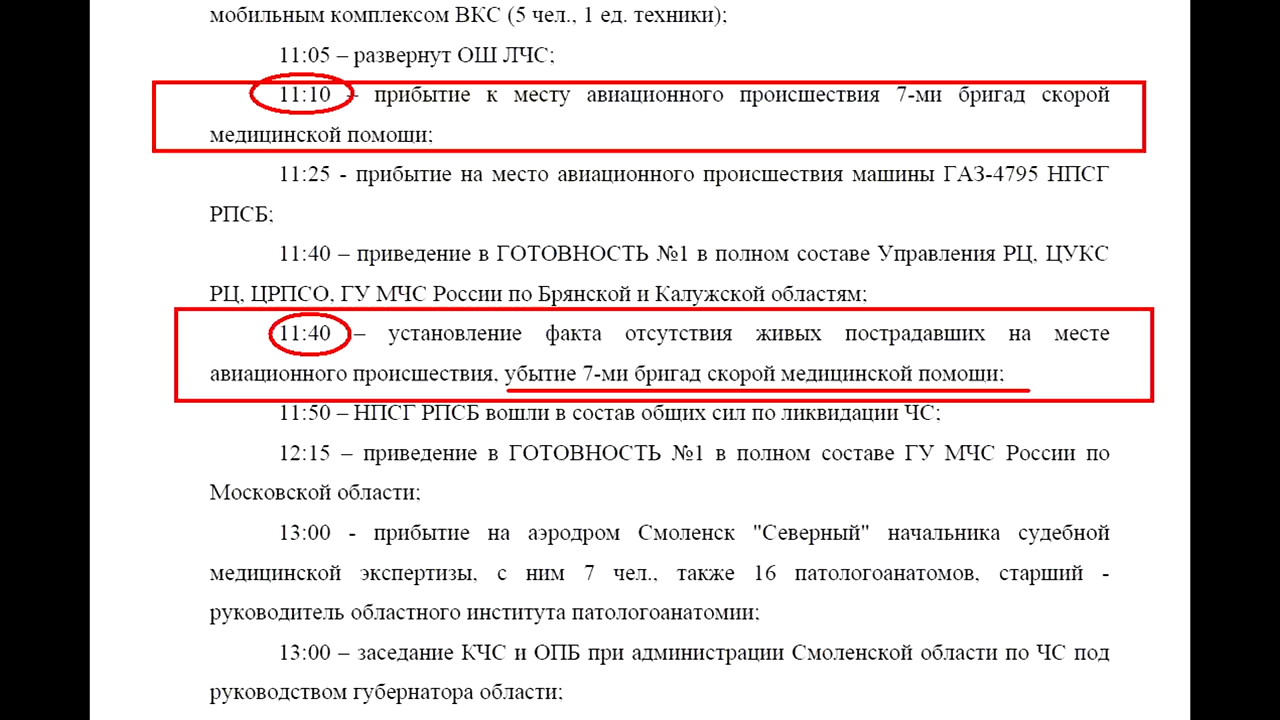 мобильным комплексом ВКС (5 чел., 1 ед. техники);
11:05 – развернут ОШ ЛЧС;
11:10 – прибытие к месту авиационного происшествия 7-ми бригад скорой
медицинской помощи;
11:25 - прибытие на место авиационного происшествия машины ГАЗ-4795 НПСГ
РПСБ;
11:40 – приведение в ГОТОВНОСТЬ №1 в полном составе Управления РЦ, ЦУКС
РЦ, ЦРПСО, ГУ МЧС России по Брянской и Калужской областям;
11:40 – установление факта отсутствия живых пострадавших на месте
авиационного происшествия, убытие 7-ми бригад скорой медицинской помощи;
11:50 – НПСГ РПСБ вошли в состав общих сил по ликвидации ЧС;
12:15 – приведение в ГОТОВНОСТЬ №1 в полном составе ГУ МЧС России по
Московской области;
13:00 - прибытие на аэродром Смоленск "Северный" начальника судебной
медицинской экспертизы, с ним 7 чел., также 16 патологоанатомов, старший -
руководитель областного института патологоанатомии;
13:00 – заседание КЧС и ОПБ при администрации Смоленской области по ЧС под
руководством губернатора области;